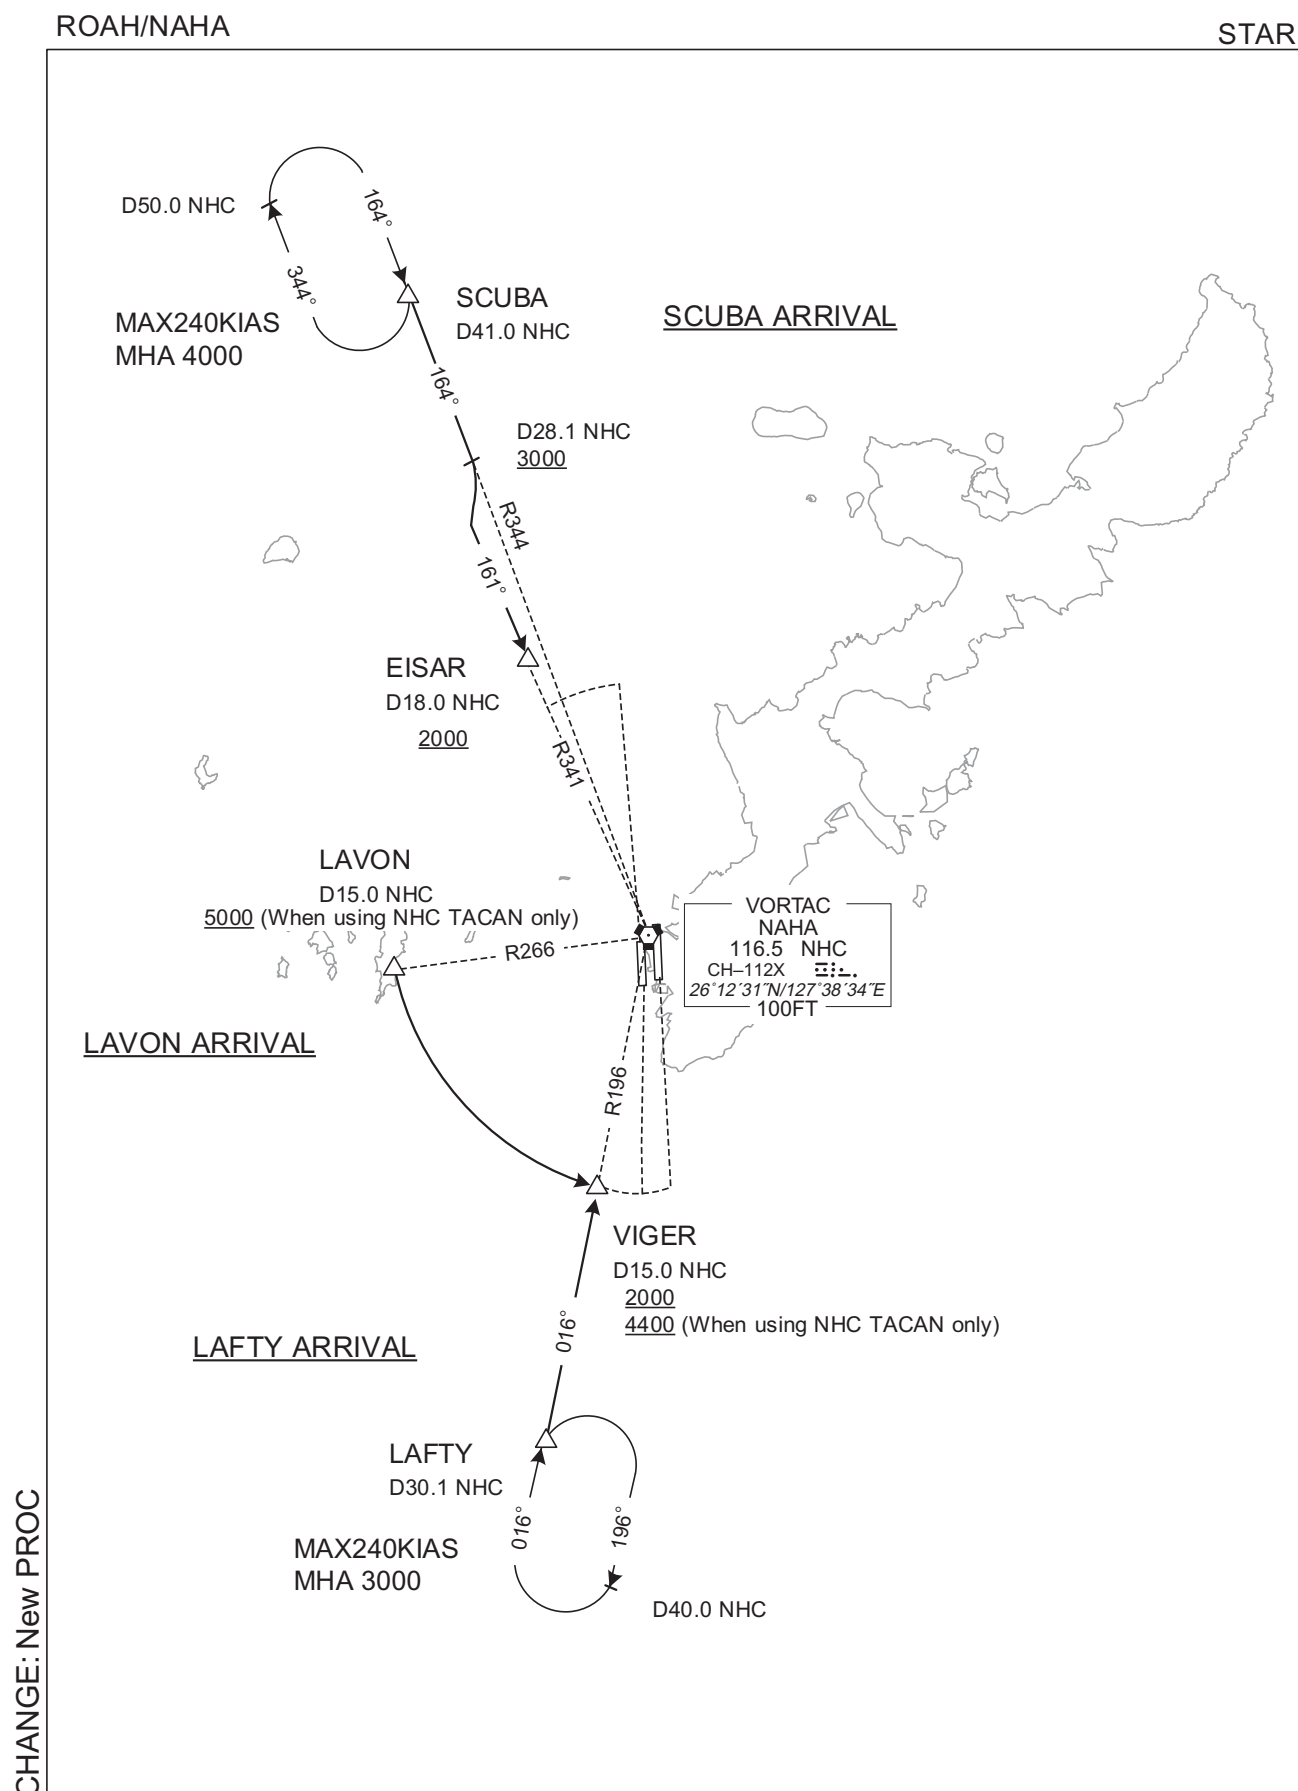 ROAH/NAHA
STAR
D50.0 NHC
164°
344°
MAX240KIAS
MHA 4000
SCUBA
D41.0 NHC
SCUBA ARRIVAL
164°
D28.1 NHC
3000
R344
161°
EISAR
D18.0 NHC
2000
R341
LAVON
D15.0 NHC
5000 (When using NHC TACAN only)
R266
VORTAC
NAHA
116.5 NHC
CH–112X
26°12′31″N/127°38′34″E
100FT
LAVON ARRIVAL
R196
VIGER
D15.0 NHC
2000
4400 (When using NHC TACAN only)
016°
LAFTY ARRIVAL
LAFTY
D30.1 NHC
016°
196°
MAX240KIAS
MHA 3000
D40.0 NHC
CHANGE: New PROC